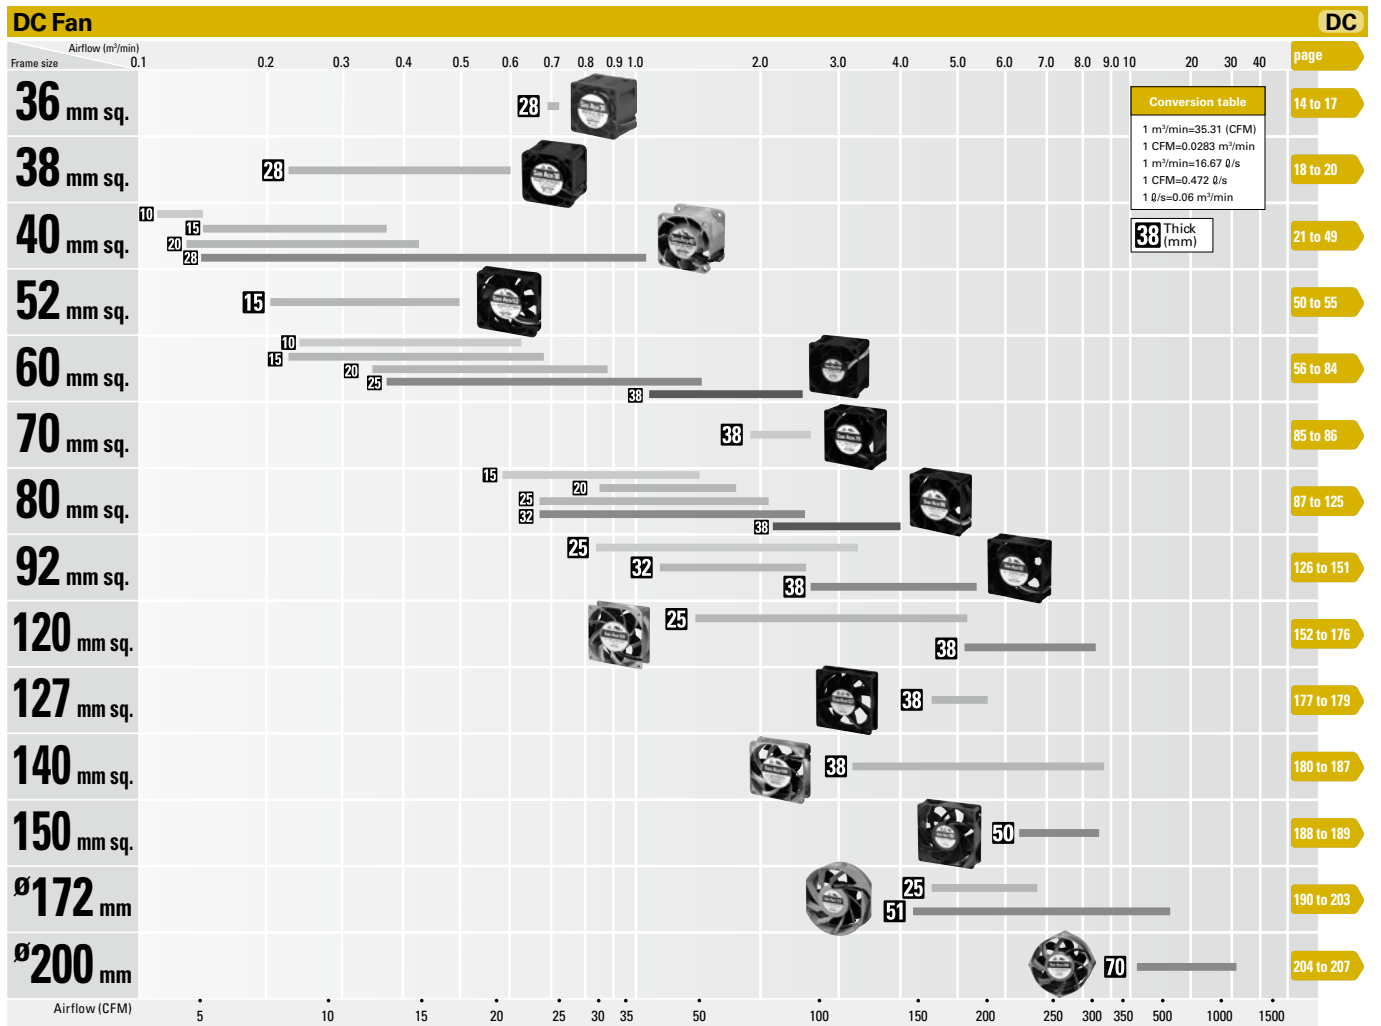 DC Fan
DC
Airflow (m³/min)
Frame size
0.1 0.2 0.3 0.4 0.5 0.6 0.7 0.8 0.9 1.0 2.0 3.0 4.0 5.0 6.0 7.0 8.0 9.0 10 20 30 40
page
36 mm sq.
28
14 to 17
Conversion table
1 m³/min=35.31 (CFM)
1 CFM=0.0283 m³/min
1 m³/min=16.67 ℓ/s
1 CFM=0.472 ℓ/s
1 ℓ/s=0.06 m³/min
38 mm sq.
28
18 to 20
38 Thick (mm)
40 mm sq.
10
15
20
28
21 to 49
52 mm sq.
15
50 to 55
60 mm sq.
10
15
20
25
38
56 to 84
70 mm sq.
38
85 to 86
80 mm sq.
15
20
25
32
38
87 to 125
92 mm sq.
25
32
38
126 to 151
120 mm sq.
25
38
152 to 176
127 mm sq.
38
177 to 179
140 mm sq.
38
180 to 187
150 mm sq.
50
188 to 189
ø172 mm
25
51
190 to 203
ø200 mm
70
204 to 207
Airflow (CFM)
5 10 15 20 25 30 35 50 100 150 200 250 300 350 500 1000 1500